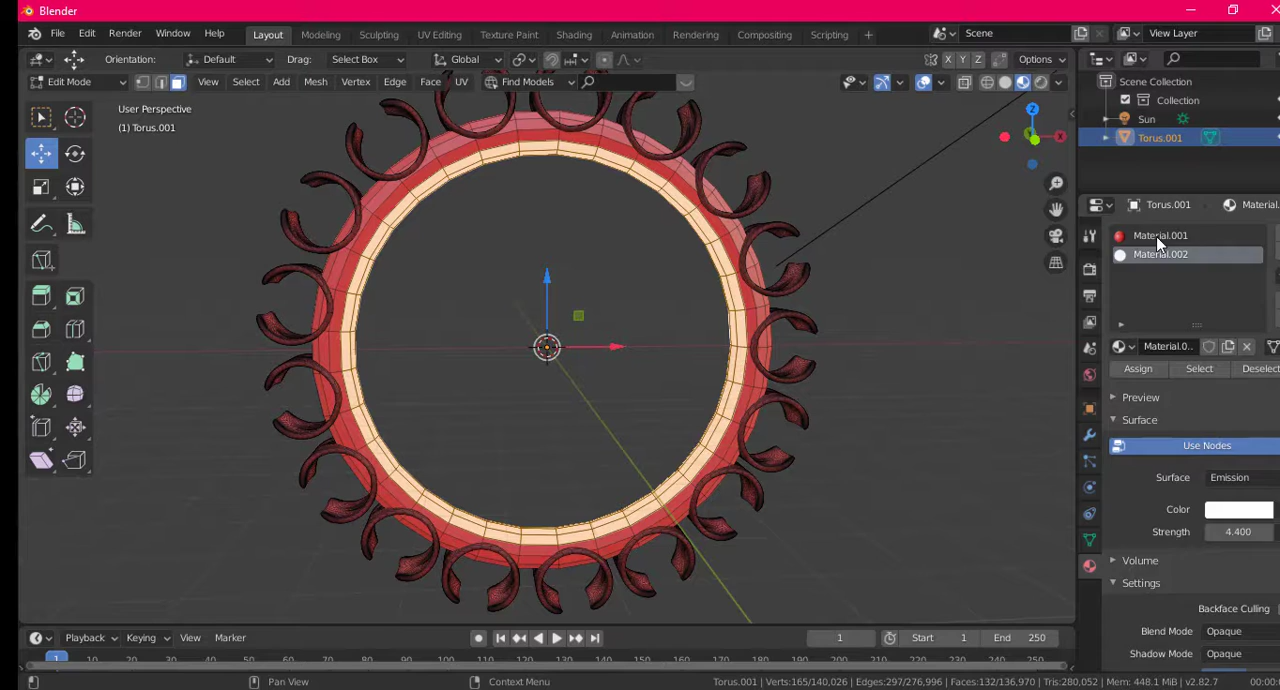 Blender
File Edit Render Window Help Layout Modeling Sculpting UV Editing Texture Paint Shading Animation Rendering Compositing Scripting + Scene View Layer
Orientation: Default Drag: Select Box Global X Y Z Options
Edit Mode View Select Add Mesh Vertex Edge Face UV Find Models
User Perspective
(1) Torus.001
Scene Collection
Collection
Sun
Torus.001
Z
X
Torus.001 Material.
Material.001
Material.002
Material.0..
Assign Select Deselect
Preview
Surface
Use Nodes
Surface Emission
Color
Strength 4.400
Volume
Settings
Backface Culling
Blend Mode Opaque
Shadow Mode Opaque
Playback Keying View Marker 1 Start 1 End 250
1 10 20 30 40 50 60 70 80 90 100 110 120 130 140 150 160 170 180 190 200 210 220 230 240 250
Pan View Context Menu Torus.001 | Verts:165/140,026 | Edges:297/276,996 | Faces:132/136,970 | Tris:280,052 | Mem: 448.1 MiB | v2.82.7 00:00: